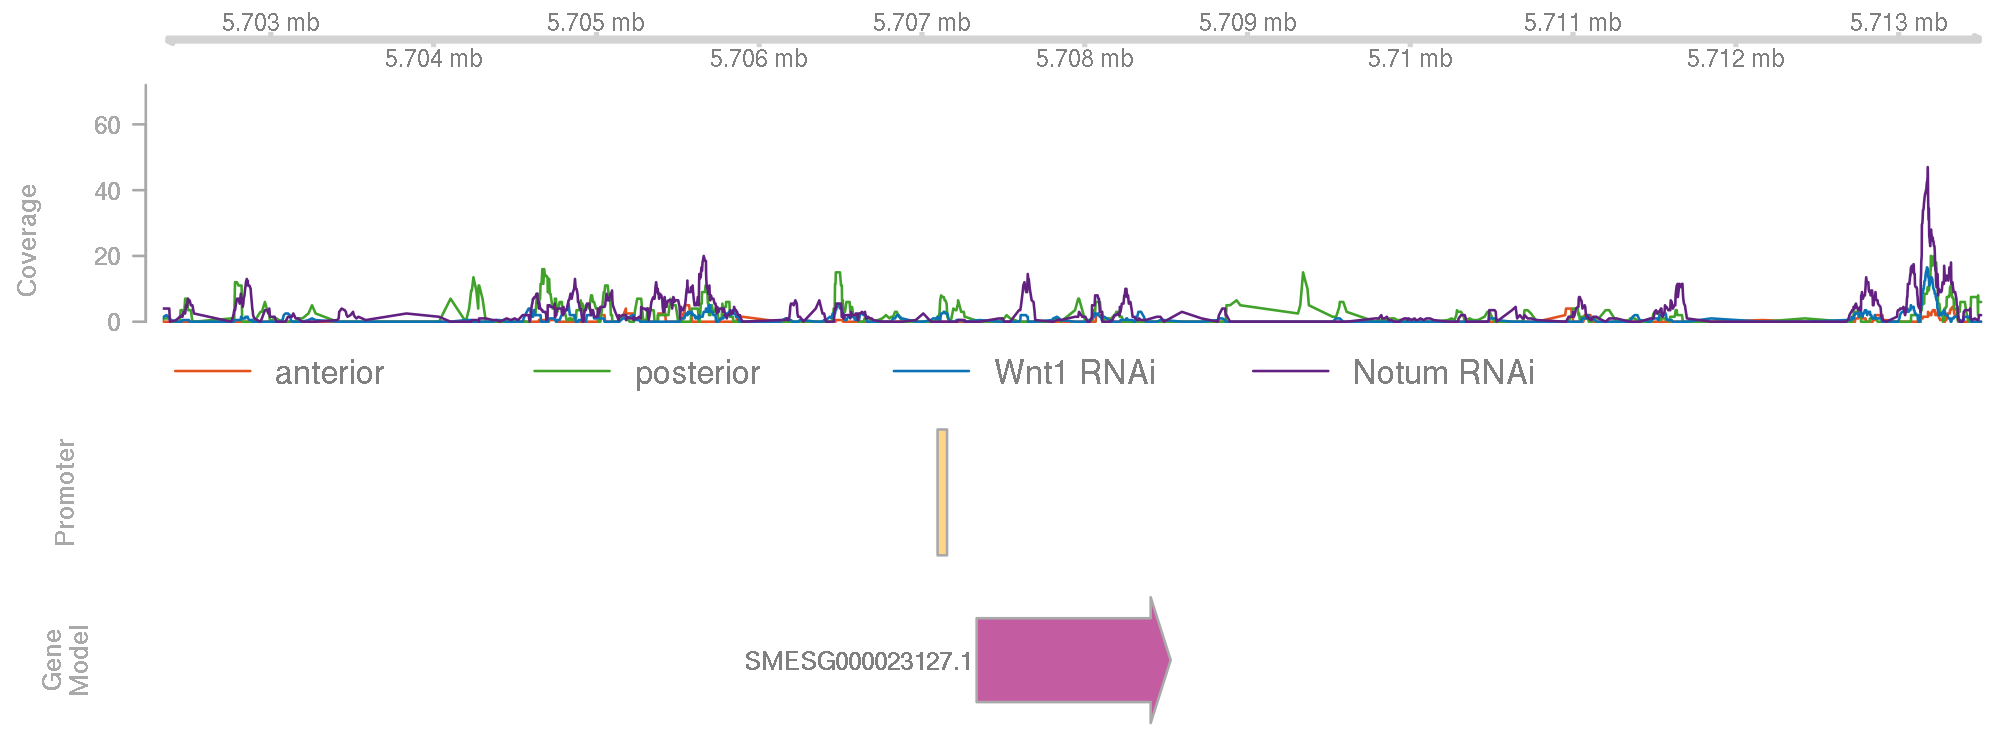 5.703 mb 5.705 mb 5.707 mb 5.709 mb 5.711 mb 5.713 mb
5.704 mb 5.706 mb 5.708 mb 5.71 mb 5.712 mb
Coverage
60
40
20
0
anterior posterior Wnt1 RNAi Notum RNAi
Promoter
Gene
Model
SMESG000023127.1